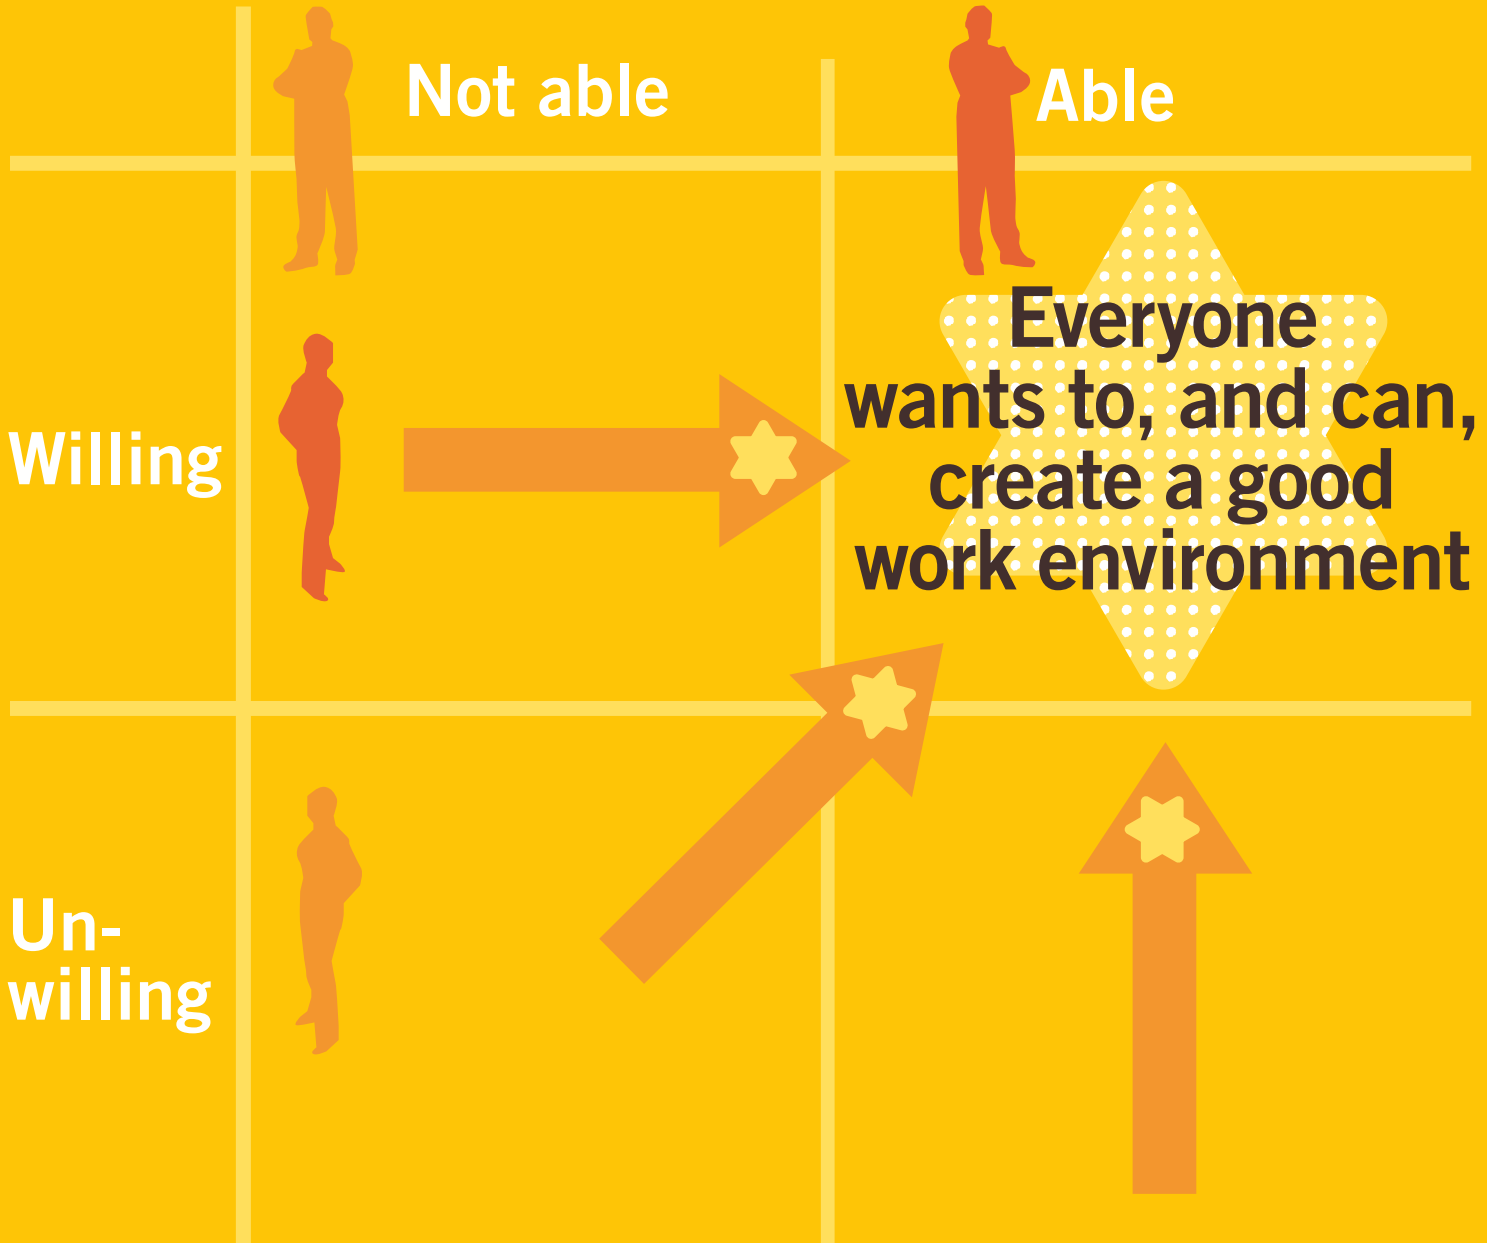 Not able
Able
Everyone
wants to, and can,
create a good
work environment
Willing
Un-
willing